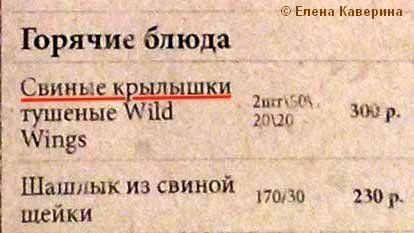 © Елена Каверина
Горячие блюда
Свиные крылышки
тушеные Wild
Wings
2шт\50\
20\20
300 р.
Шашлык из свиной
щейки
170/30
230 р.